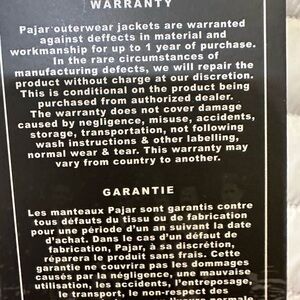 WARRANTY
Pajar outerwear jackets are warranted
against deffects in material and
workmanship for up to 1 year of purchase.
In the rare circumstances of
manufacturing defects, we will repair the
product without charge at our discretion.
This is conditional on the product being
purchased from authorized dealer.
The warranty does not cover damage
caused by negligence, misuse, accidents,
storage, transportation, not following
wash instructions & other labelling,
normal wear & tear. This warranty may
vary from country to another.
GARANTIE
Les manteaux Pajar sont garantis contre
tous défauts du tissu ou de fabrication
pour une période d'un an suivant la date
d'achat. Dans le cas d'un défaut de
fabrication, Pajar, à sa discrétion,
réparera le produit sans frais. Cette
garantie ne couvrira pas les dommages
causés par la négligence, une mauvaise
utilisation, les accidents, l'entreposage,
le transport, le non-respect des